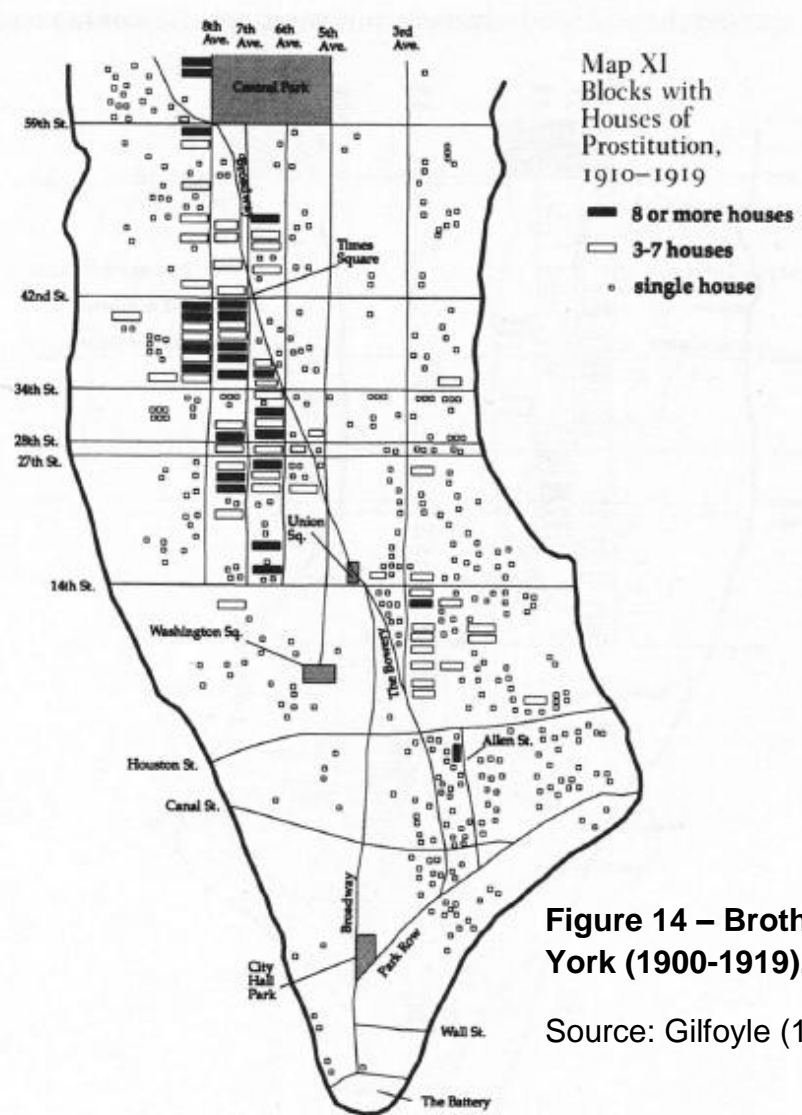 8th
Ave.
7th
Ave.
6th
Ave.
5th
Ave.
3rd
Ave.
Central Park
Map XI
Blocks with
Houses of
Prostitution,
1910–1919
8 or more houses
3-7 houses
single house
59th St.
Broadway
Times
Square
42nd St.
34th St.
28th St.
27th St.
Union
Sq.
14th St.
Washington Sq.
The Bowery
Allen St.
Houston St.
Canal St.
Broadway
Park Row
City
Hall
Park
Wall St.
The Battery
Figure 14 – Broth
York (1900-1919)
Source: Gilfoyle (1